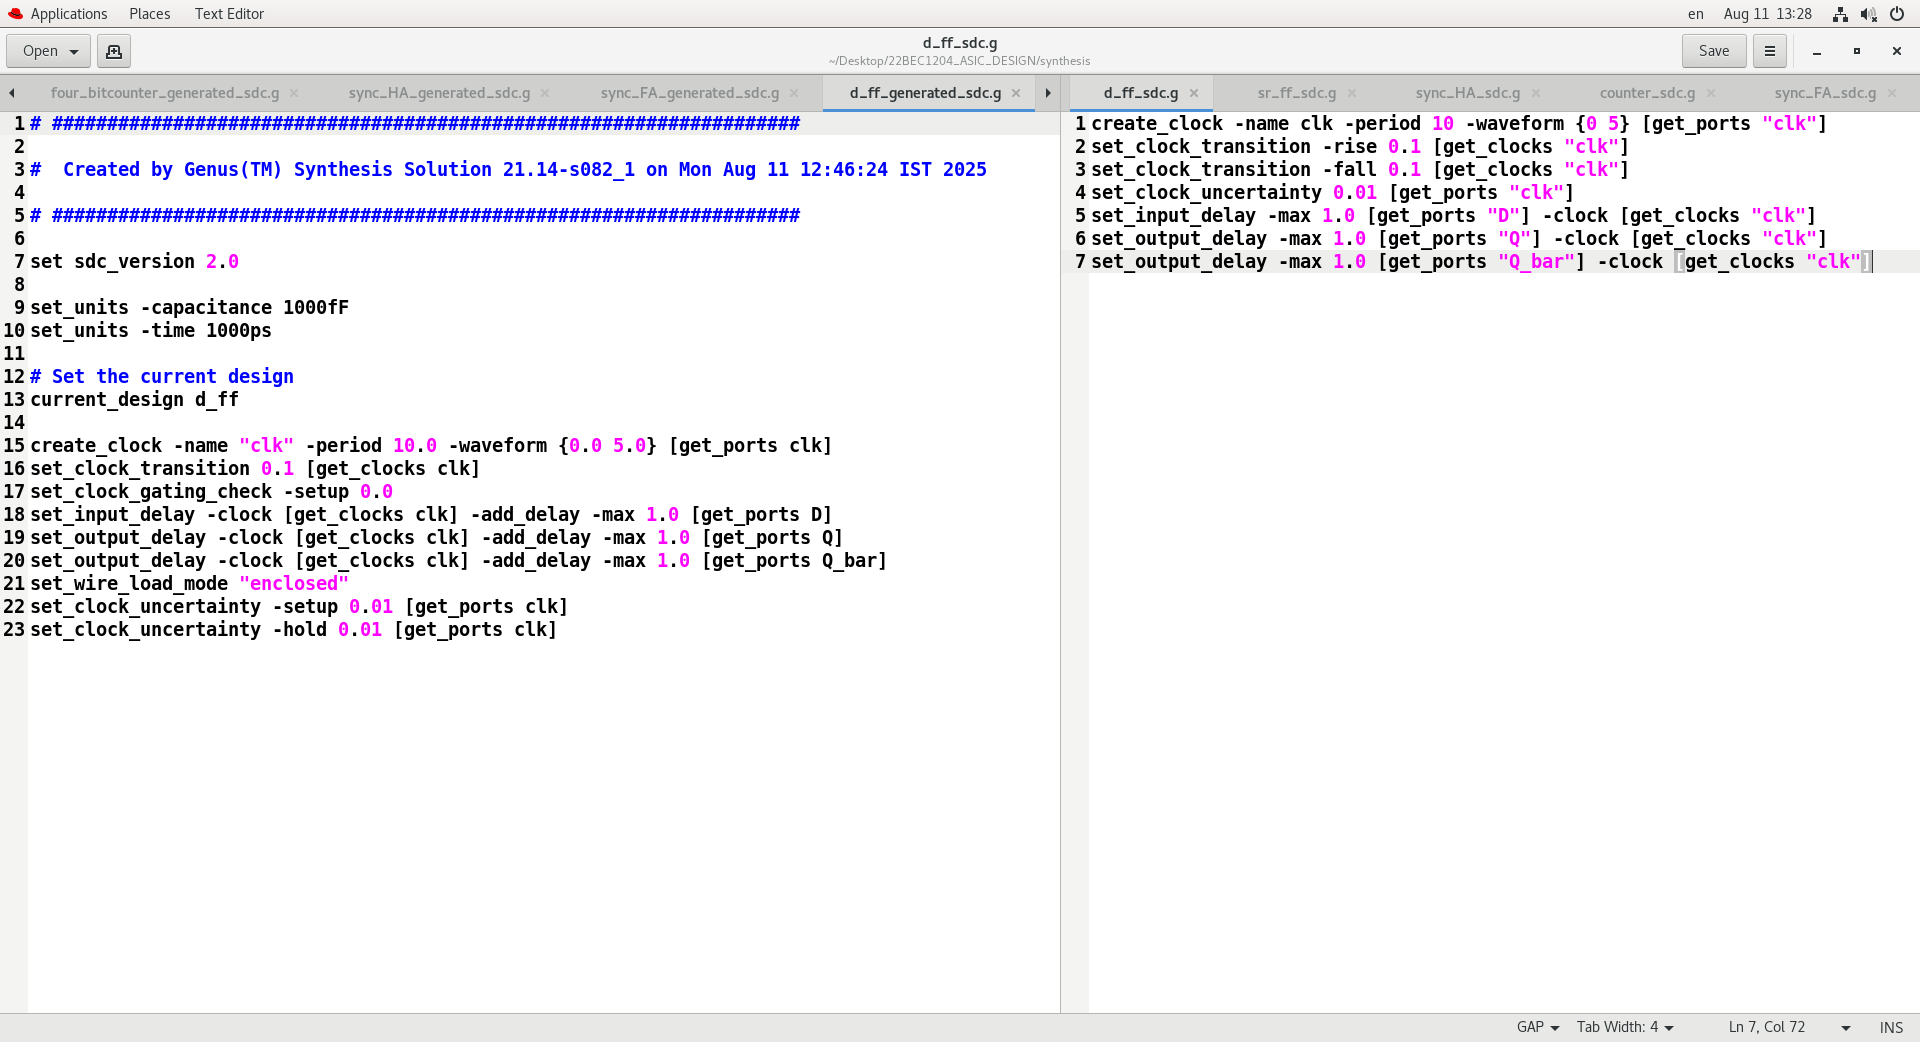 Applications Places Text Editor en Aug 11 13:28
Open d_ff_sdc.g Save
~/Desktop/22BEC1204_ASIC_DESIGN/synthesis
four_bitcounter_generated_sdc.g sync_HA_generated_sdc.g sync_FA_generated_sdc.g d_ff_generated_sdc.g
1 # ####################################################################
2
3 #  Created by Genus(TM) Synthesis Solution 21.14-s082_1 on Mon Aug 11 12:46:24 IST 2025
4
5 # ####################################################################
6
7 set sdc_version 2.0
8
9 set_units -capacitance 1000fF
10 set_units -time 1000ps
11
12 # Set the current design
13 current_design d_ff
14
15 create_clock -name "clk" -period 10.0 -waveform {0.0 5.0} [get_ports clk]
16 set_clock_transition 0.1 [get_clocks clk]
17 set_clock_gating_check -setup 0.0
18 set_input_delay -clock [get_clocks clk] -add_delay -max 1.0 [get_ports D]
19 set_output_delay -clock [get_clocks clk] -add_delay -max 1.0 [get_ports Q]
20 set_output_delay -clock [get_clocks clk] -add_delay -max 1.0 [get_ports Q_bar]
21 set_wire_load_mode "enclosed"
22 set_clock_uncertainty -setup 0.01 [get_ports clk]
23 set_clock_uncertainty -hold 0.01 [get_ports clk]
d_ff_sdc.g sr_ff_sdc.g sync_HA_sdc.g counter_sdc.g sync_FA_sdc.g
1 create_clock -name clk -period 10 -waveform {0 5} [get_ports "clk"]
2 set_clock_transition -rise 0.1 [get_clocks "clk"]
3 set_clock_transition -fall 0.1 [get_clocks "clk"]
4 set_clock_uncertainty 0.01 [get_ports "clk"]
5 set_input_delay -max 1.0 [get_ports "D"] -clock [get_clocks "clk"]
6 set_output_delay -max 1.0 [get_ports "Q"] -clock [get_clocks "clk"]
7 set_output_delay -max 1.0 [get_ports "Q_bar"] -clock [get_clocks "clk"]
GAP Tab Width: 4 Ln 7, Col 72 INS